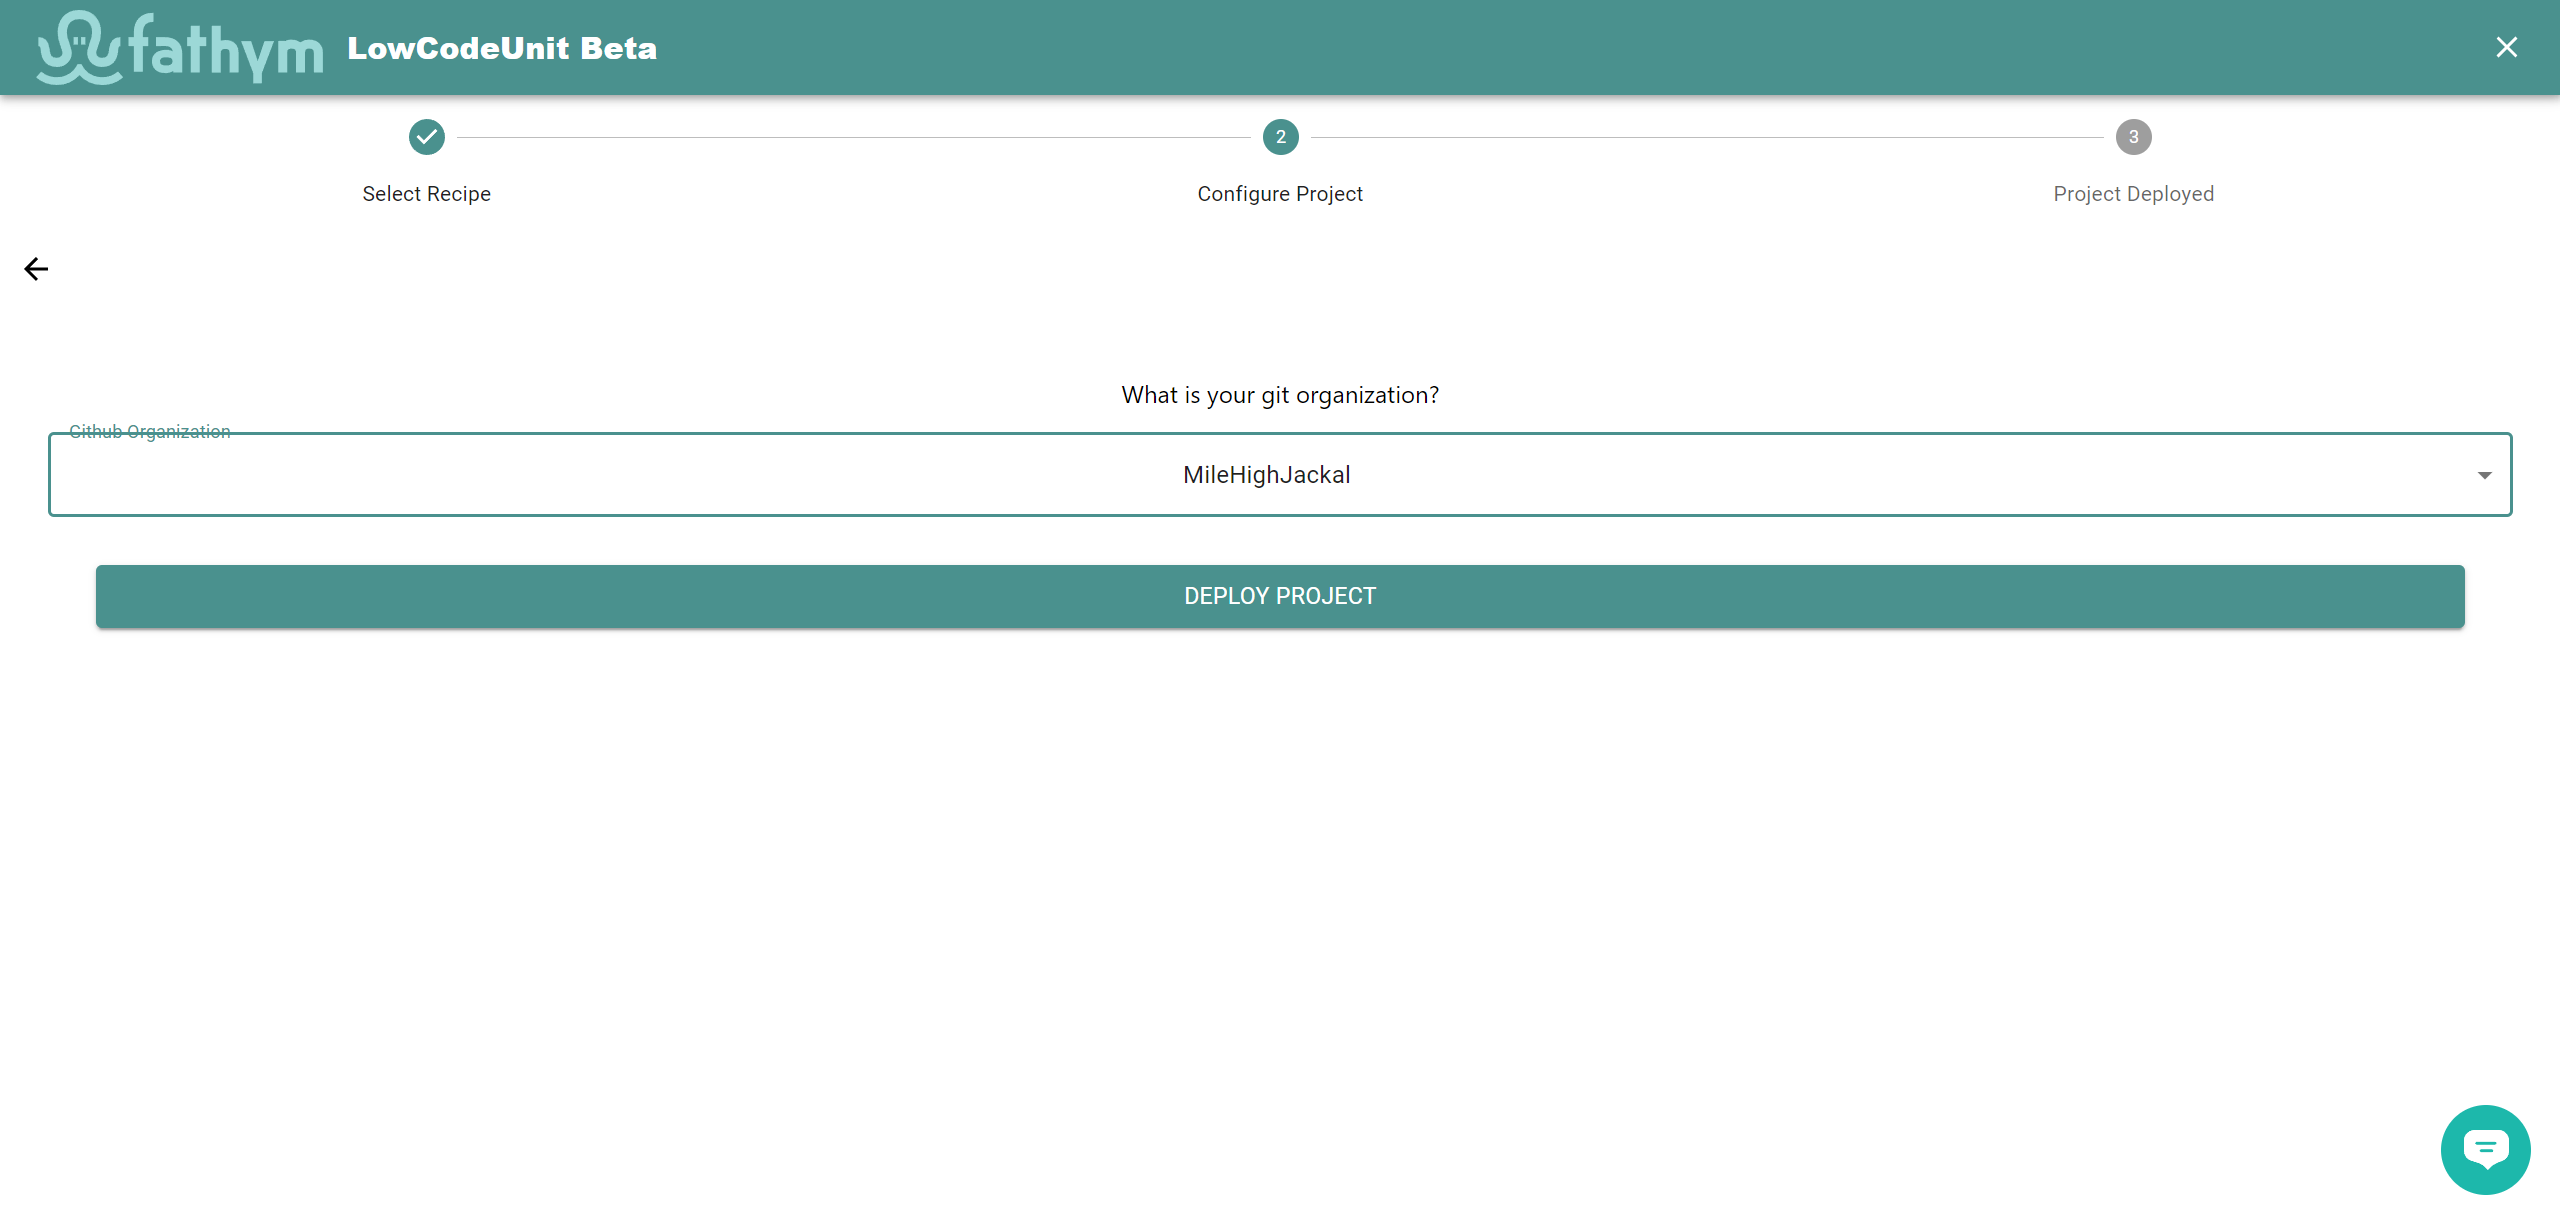 fathym LowCodeUnit Beta
2
3
Select Recipe
Configure Project
Project Deployed
What is your git organization?
Github Organization
MileHighJackal
DEPLOY PROJECT